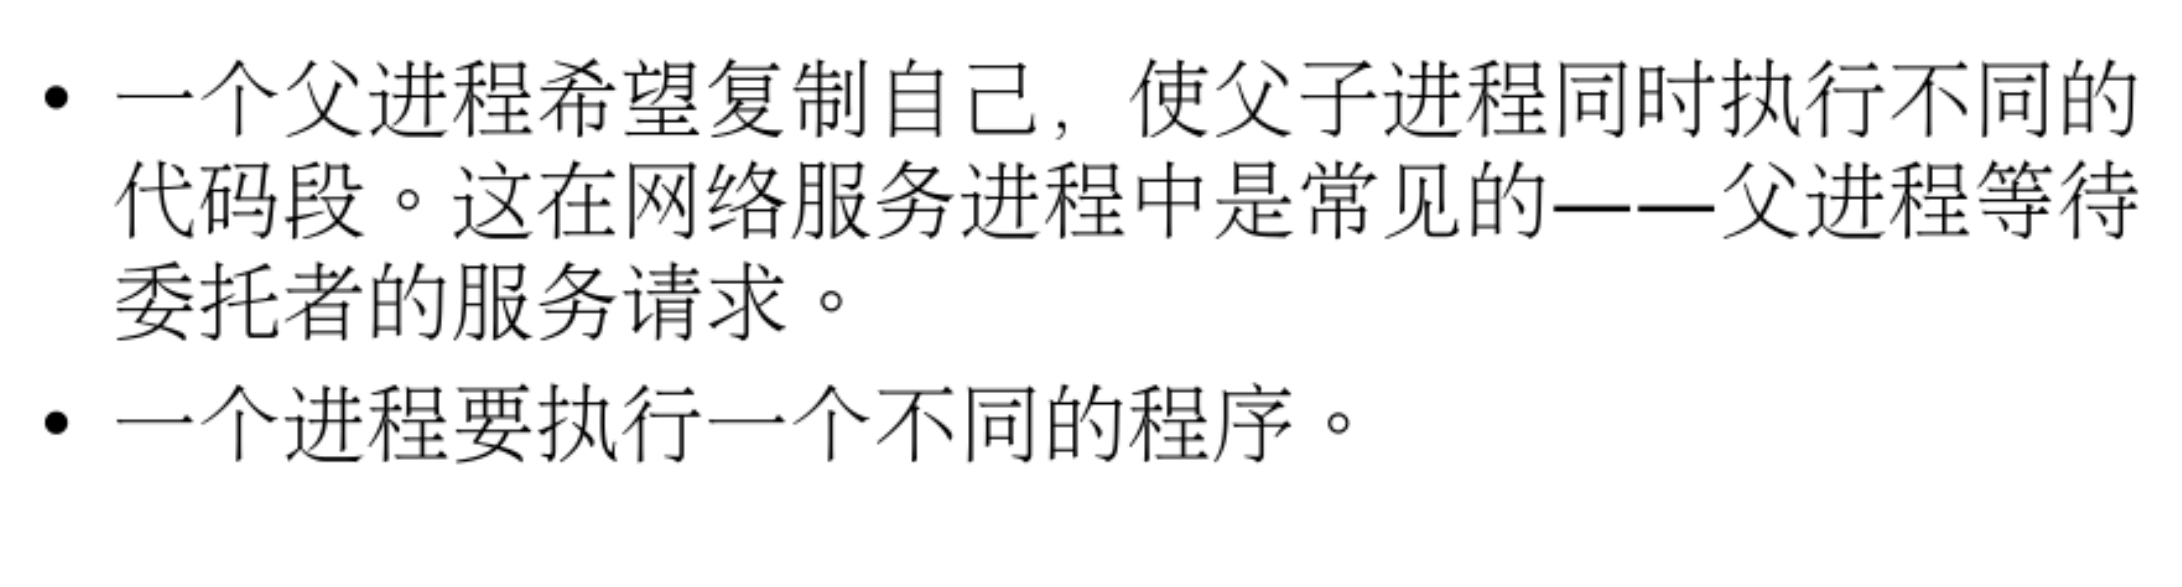 • 一个父进程希望复制自己，使父子进程同时执行不同的
代码段。这在网络服务进程中是常见的——父进程等待
委托者的服务请求。
• 一个进程要执行一个不同的程序。